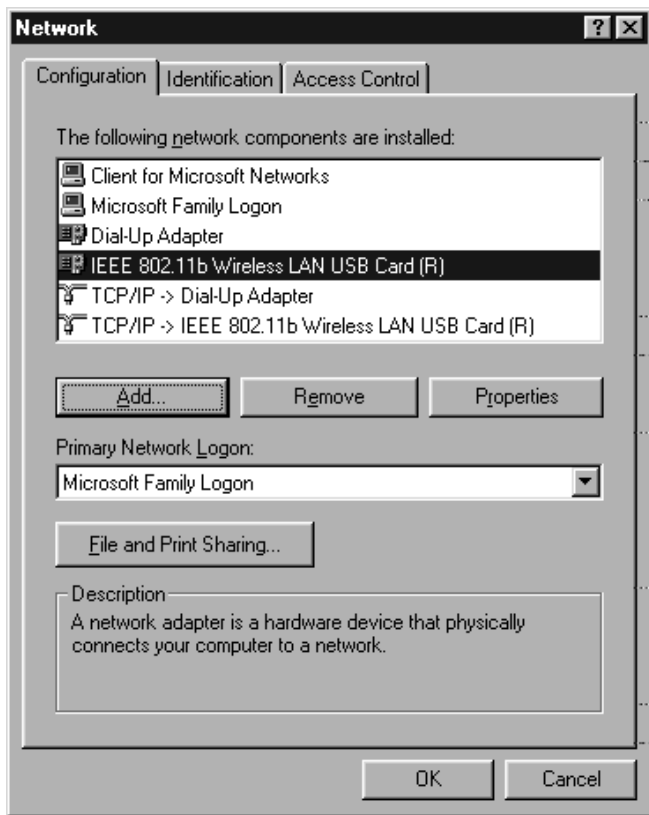 Network
Configuration Identification Access Control
The following network components are installed:
Client for Microsoft Networks
Microsoft Family Logon
Dial-Up Adapter
IEEE 802.11b Wireless LAN USB Card (R)
TCP/IP -> Dial-Up Adapter
TCP/IP -> IEEE 802.11b Wireless LAN USB Card (R)
Add... Remove Properties
Primary Network Logon:
Microsoft Family Logon
File and Print Sharing...
Description
A network adapter is a hardware device that physically
connects your computer to a network.
OK Cancel